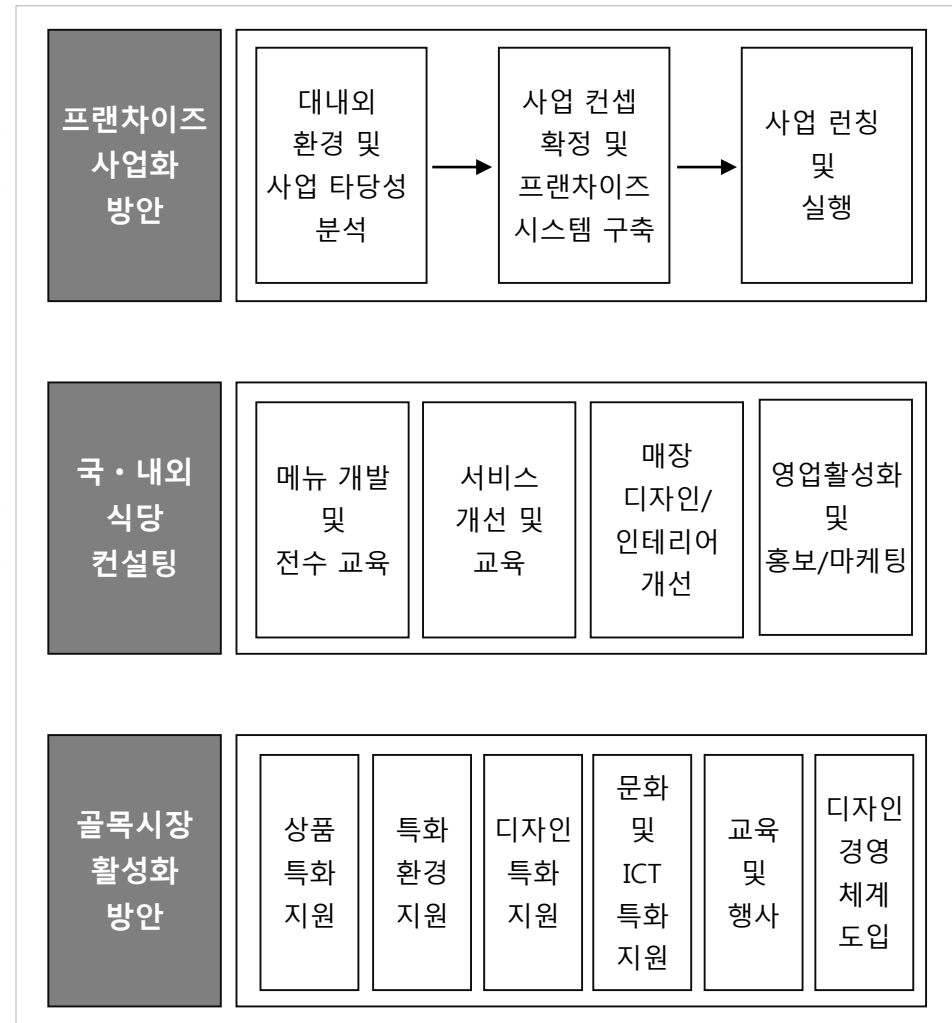 프랜차이즈
사업화
방안
대내외
환경 및
사업 타당성
분석
사업 컨셉
확정 및
프랜차이즈
시스템 구축
사업 런칭
및
실행
국·내외
식당
컨설팅
메뉴 개발
및
전수 교육
서비스
개선 및
교육
매장
디자인/
인테리어
개선
영업활성화
및
홍보/마케팅
골목시장
활성화
방안
상품
특화
지원
특화
환경
지원
디자인
특화
지원
문화
및
ICT
특화
지원
교육
및
행사
디자인
경영
체계
도입